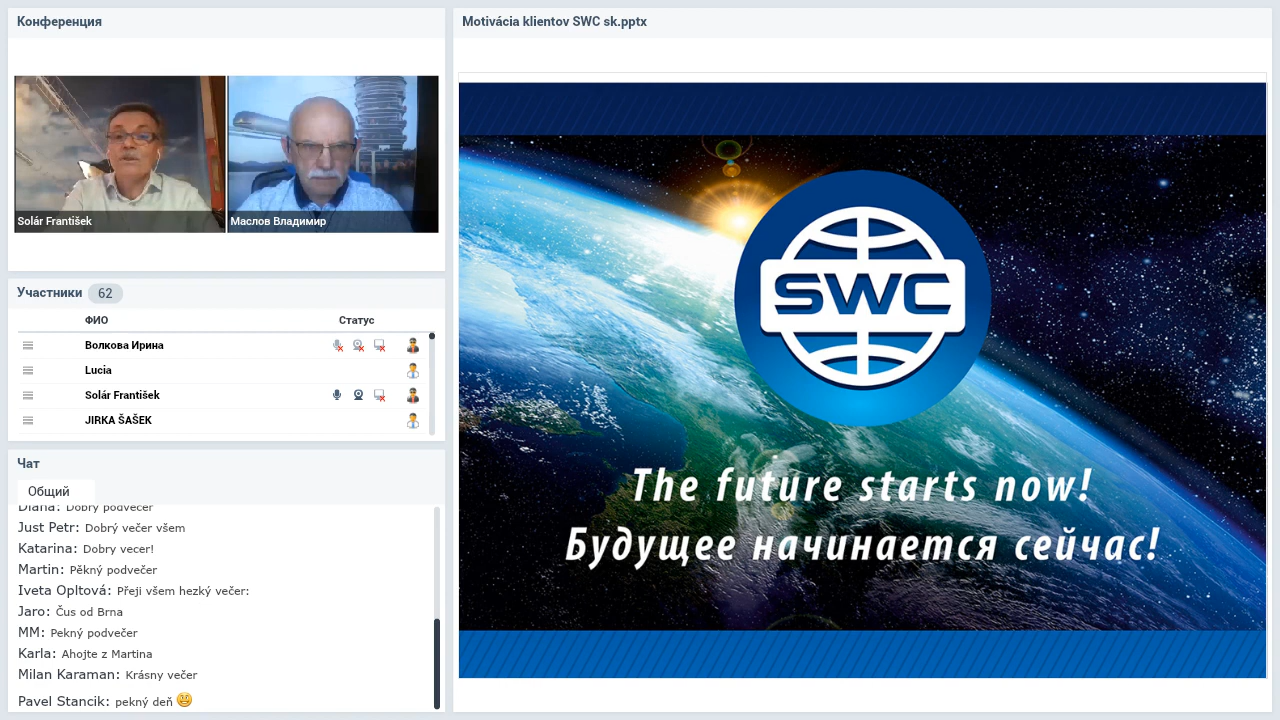 Конференция
Solár František
Маслов Владимир
Участники 62
ФИО Статус
Волкова Ирина
Lucia
Solár František
JIRKA ŠAŠEK
Чат
Общий
Diana: Dobrý podvečer
Just Petr: Dobrý večer všem
Katarina: Dobry vecer!
Martin: Pěkný podvečer
Iveta Opltová: Přeji všem hezký večer:
Jaro: Čus od Brna
MM: Pekný podvečer
Karla: Ahojte z Martina
Milan Karaman: Krásny večer
Pavel Stancik: pekný deň
Motivácia klientov SWC sk.pptx
SWC
The future starts now!
Будущее начинается сейчас!